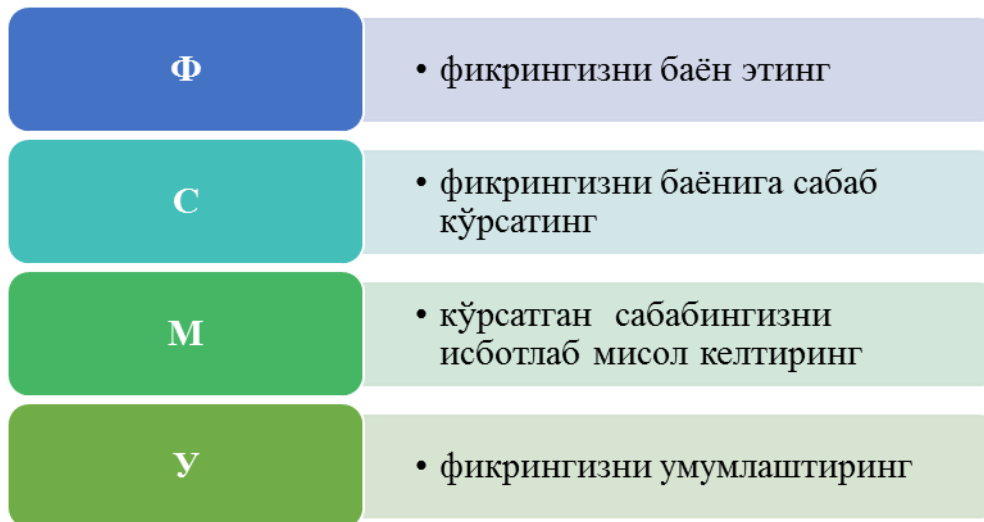 Ф
• фикрингизни баён этинг
С
• фикрингизни баёнига сабаб
кўрсатинг
М
• кўрсатган сабабингизни
исботлаб мисол келтиринг
У
• фикрингизни умумлаштиринг